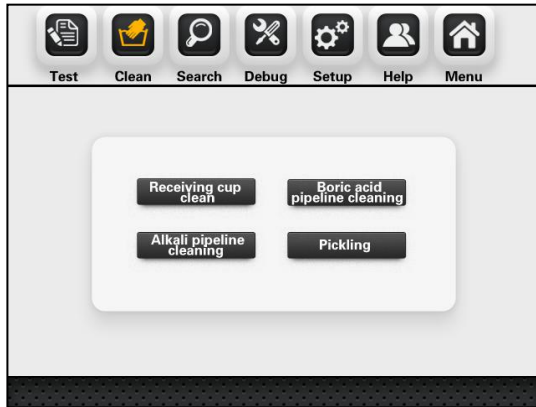 Test Clean Search Debug Setup Help Menu
Receiving cup
clean
Boric acid
pipeline cleaning
Alkali pipeline
cleaning
Pickling